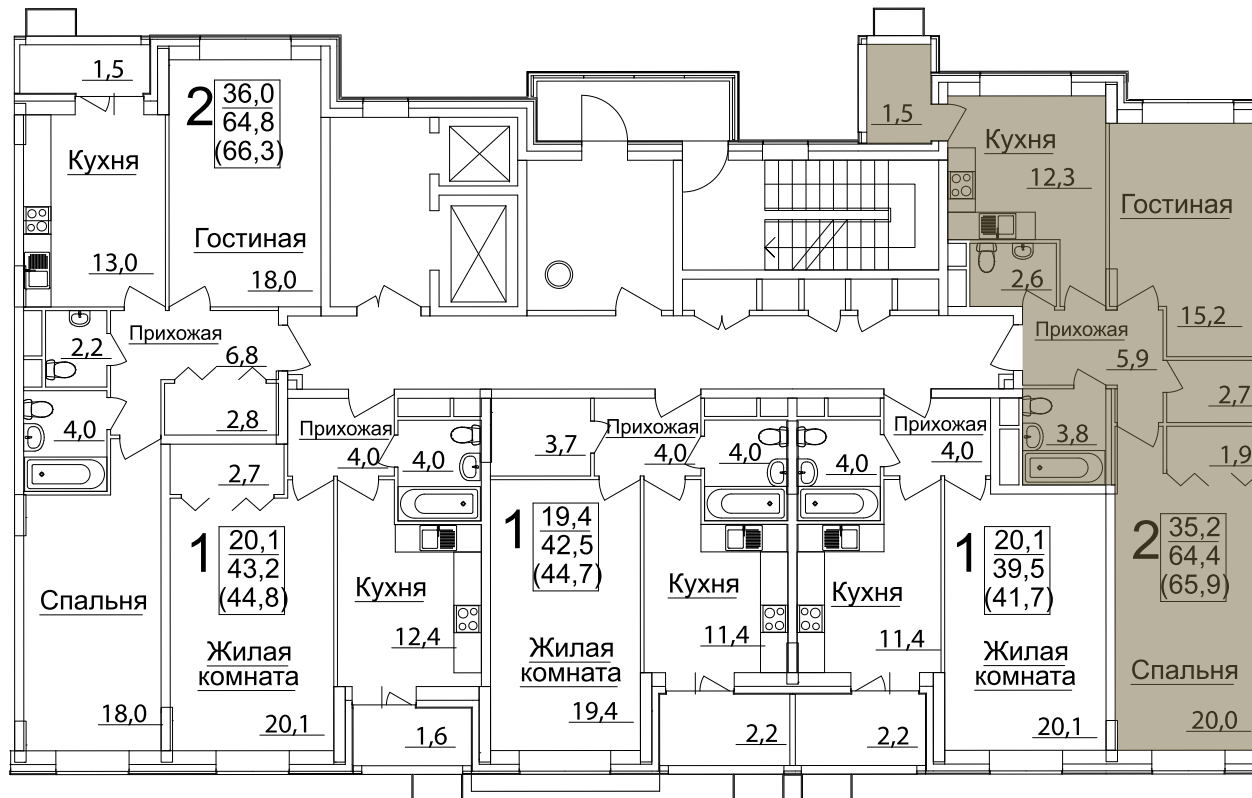 1,5
2
36,0
64,8
(66,3)
Кухня
13,0
Гостиная
18,0
1,5
Кухня
12,3
Гостиная
15,2
2,6
Прихожая
5,9
2,7
3,8
1,9
Прихожая
6,8
2,2
2,8
4,0
2,7
Прихожая
4,0
4,0
3,7
Прихожая
4,0
4,0
4,0
Прихожая
4,0
1
20,1
43,2
(44,8)
1
19,4
42,5
(44,7)
1
20,1
39,5
(41,7)
2
35,2
64,4
(65,9)
Спальня
18,0
Жилая
комната
20,1
Кухня
12,4
1,6
Жилая
комната
19,4
Кухня
11,4
2,2
Кухня
11,4
2,2
Жилая
комната
20,1
Спальня
20,0